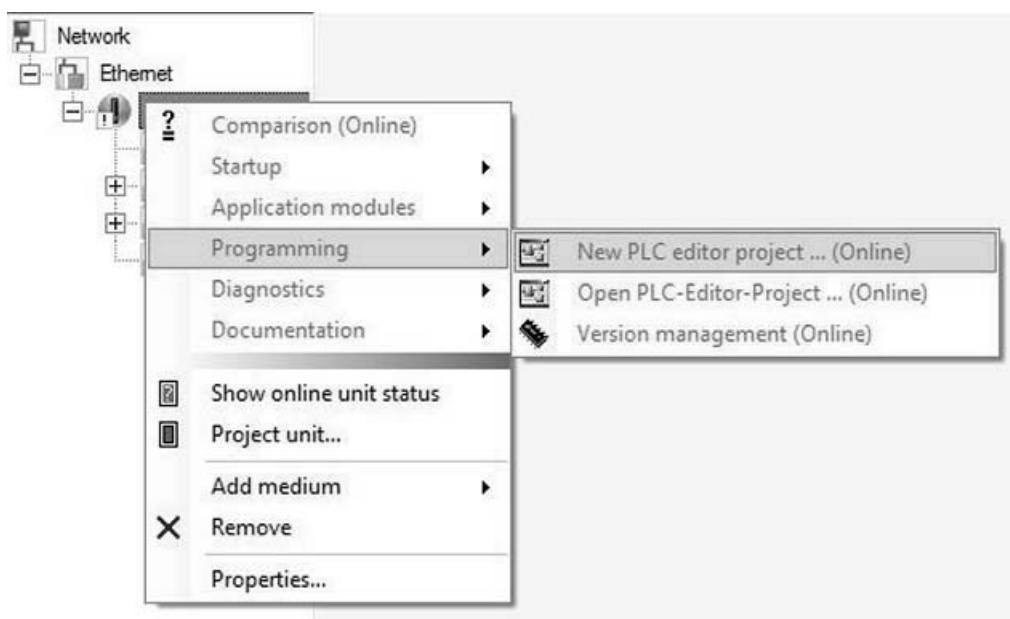 Network
Ethernet
Comparison (Online)
Startup
Application modules
Programming
New PLC editor project ... (Online)
Open PLC-Editor-Project ... (Online)
Version management (Online)
Diagnostics
Documentation
Show online unit status
Project unit...
Add medium
Remove
Properties...